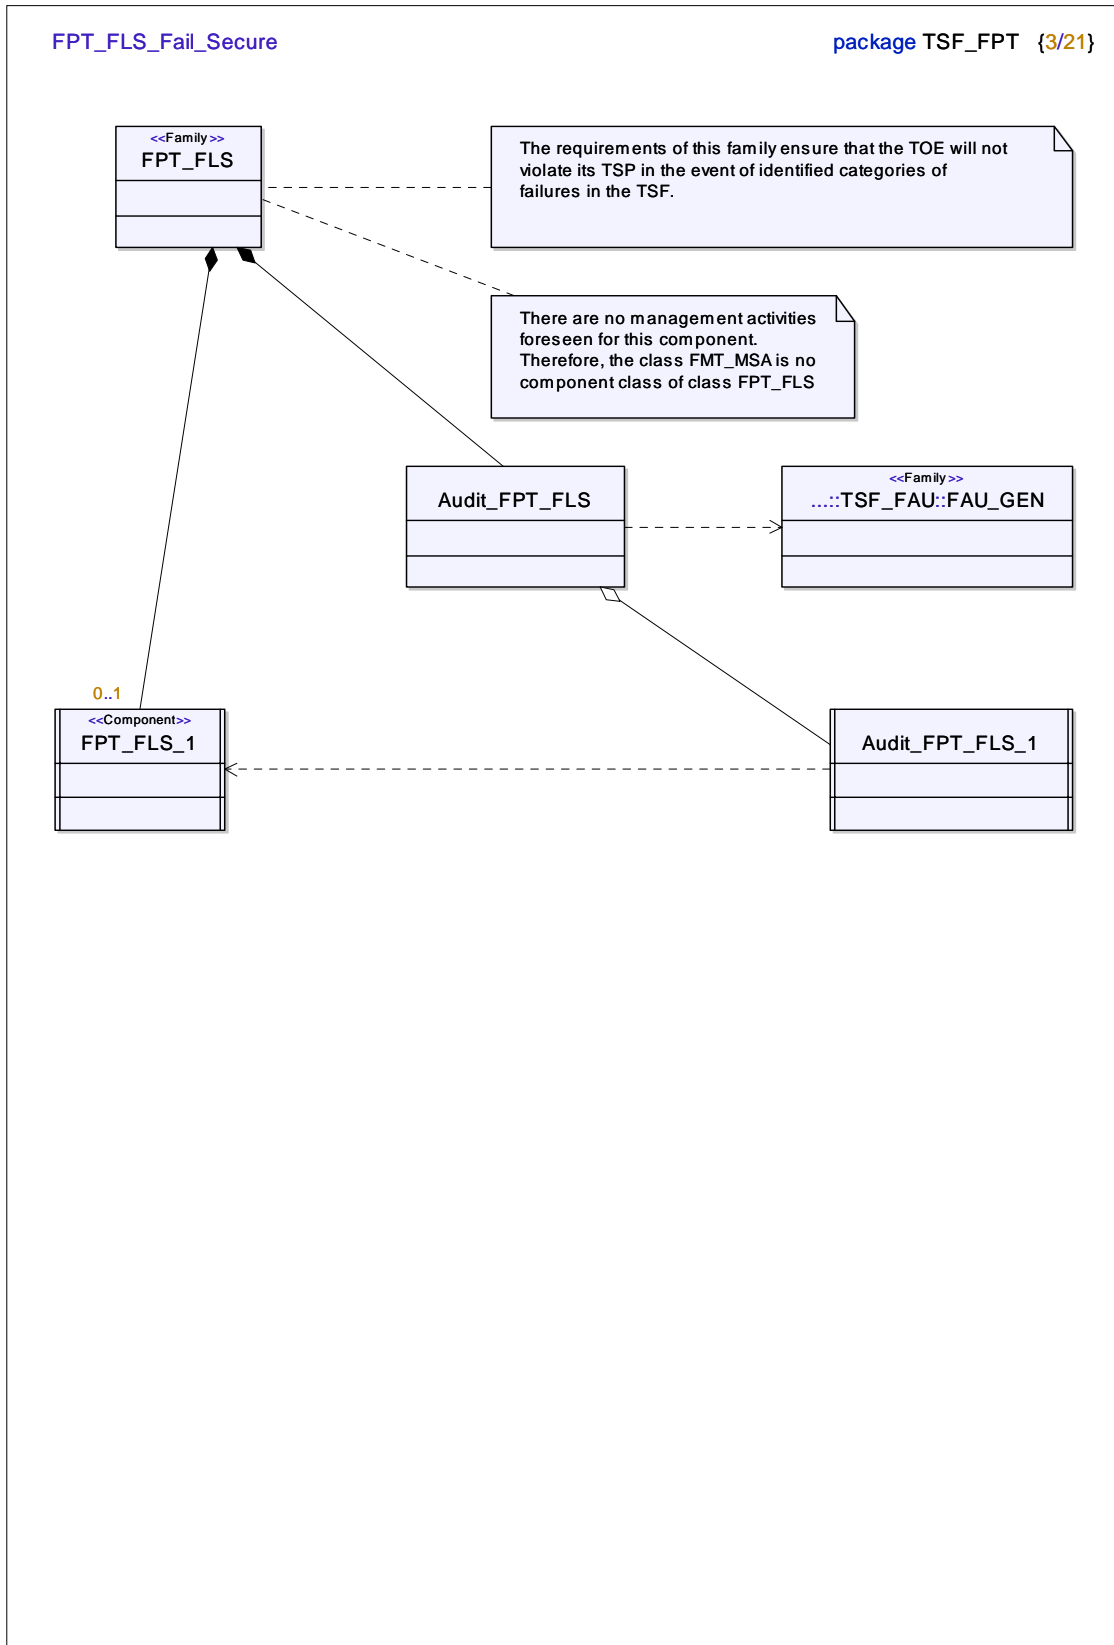 FPT_FLS_Fail_Secure
package TSF_FPT {3/21}
<<Family>>
FPT_FLS
The requirements of this family ensure that the TOE will not
violate its TSP in the event of identified categories of
failures in the TSF.
There are no management activities
foreseen for this component.
Therefore, the class FMT_MSA is no
component class of class FPT_FLS
Audit_FPT_FLS
<<Family>>
...::TSF_FAU::FAU_GEN
0..1
<<Component>>
FPT_FLS_1
Audit_FPT_FLS_1